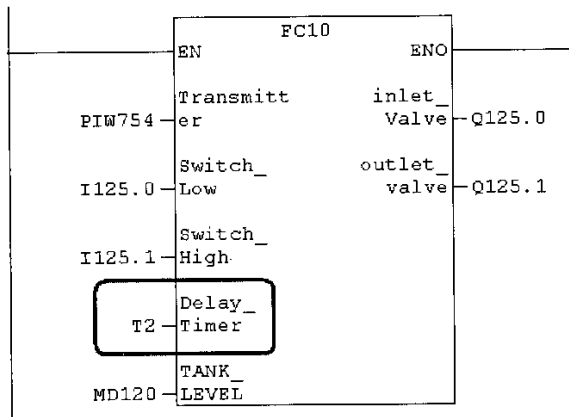 FC10
EN ENO
Transmitt inlet_
PIW754 er Valve Q125.0
Switch_ outlet_
I125.0 Low valve Q125.1
Switch_
I125.1 High
Delay_
T2 Timer
TANK_
MD120 LEVEL